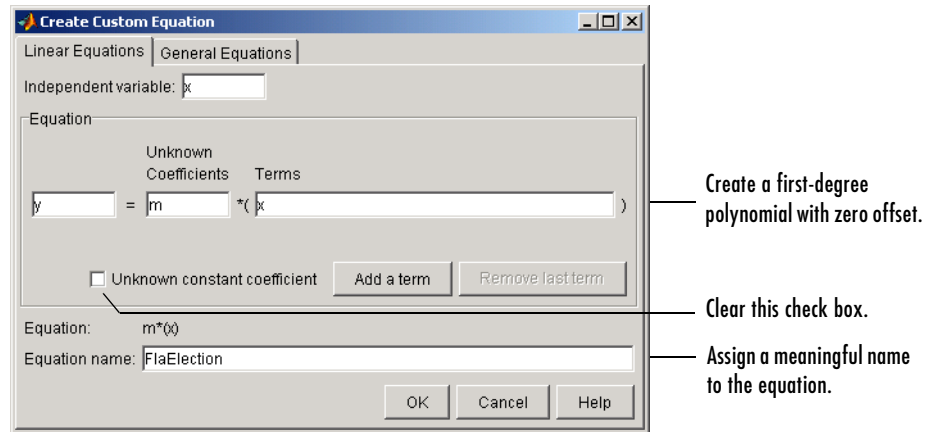 Create Custom Equation
Linear Equations General Equations
Independent variable: x
Equation
Unknown
Coefficients Terms
y = m *( x )
Unknown constant coefficient Add a term Remove last term
Equation: m*(x)
Equation name: FlaElection
OK Cancel Help
Create a first-degree
polynomial with zero offset.
Clear this check box.
Assign a meaningful name
to the equation.